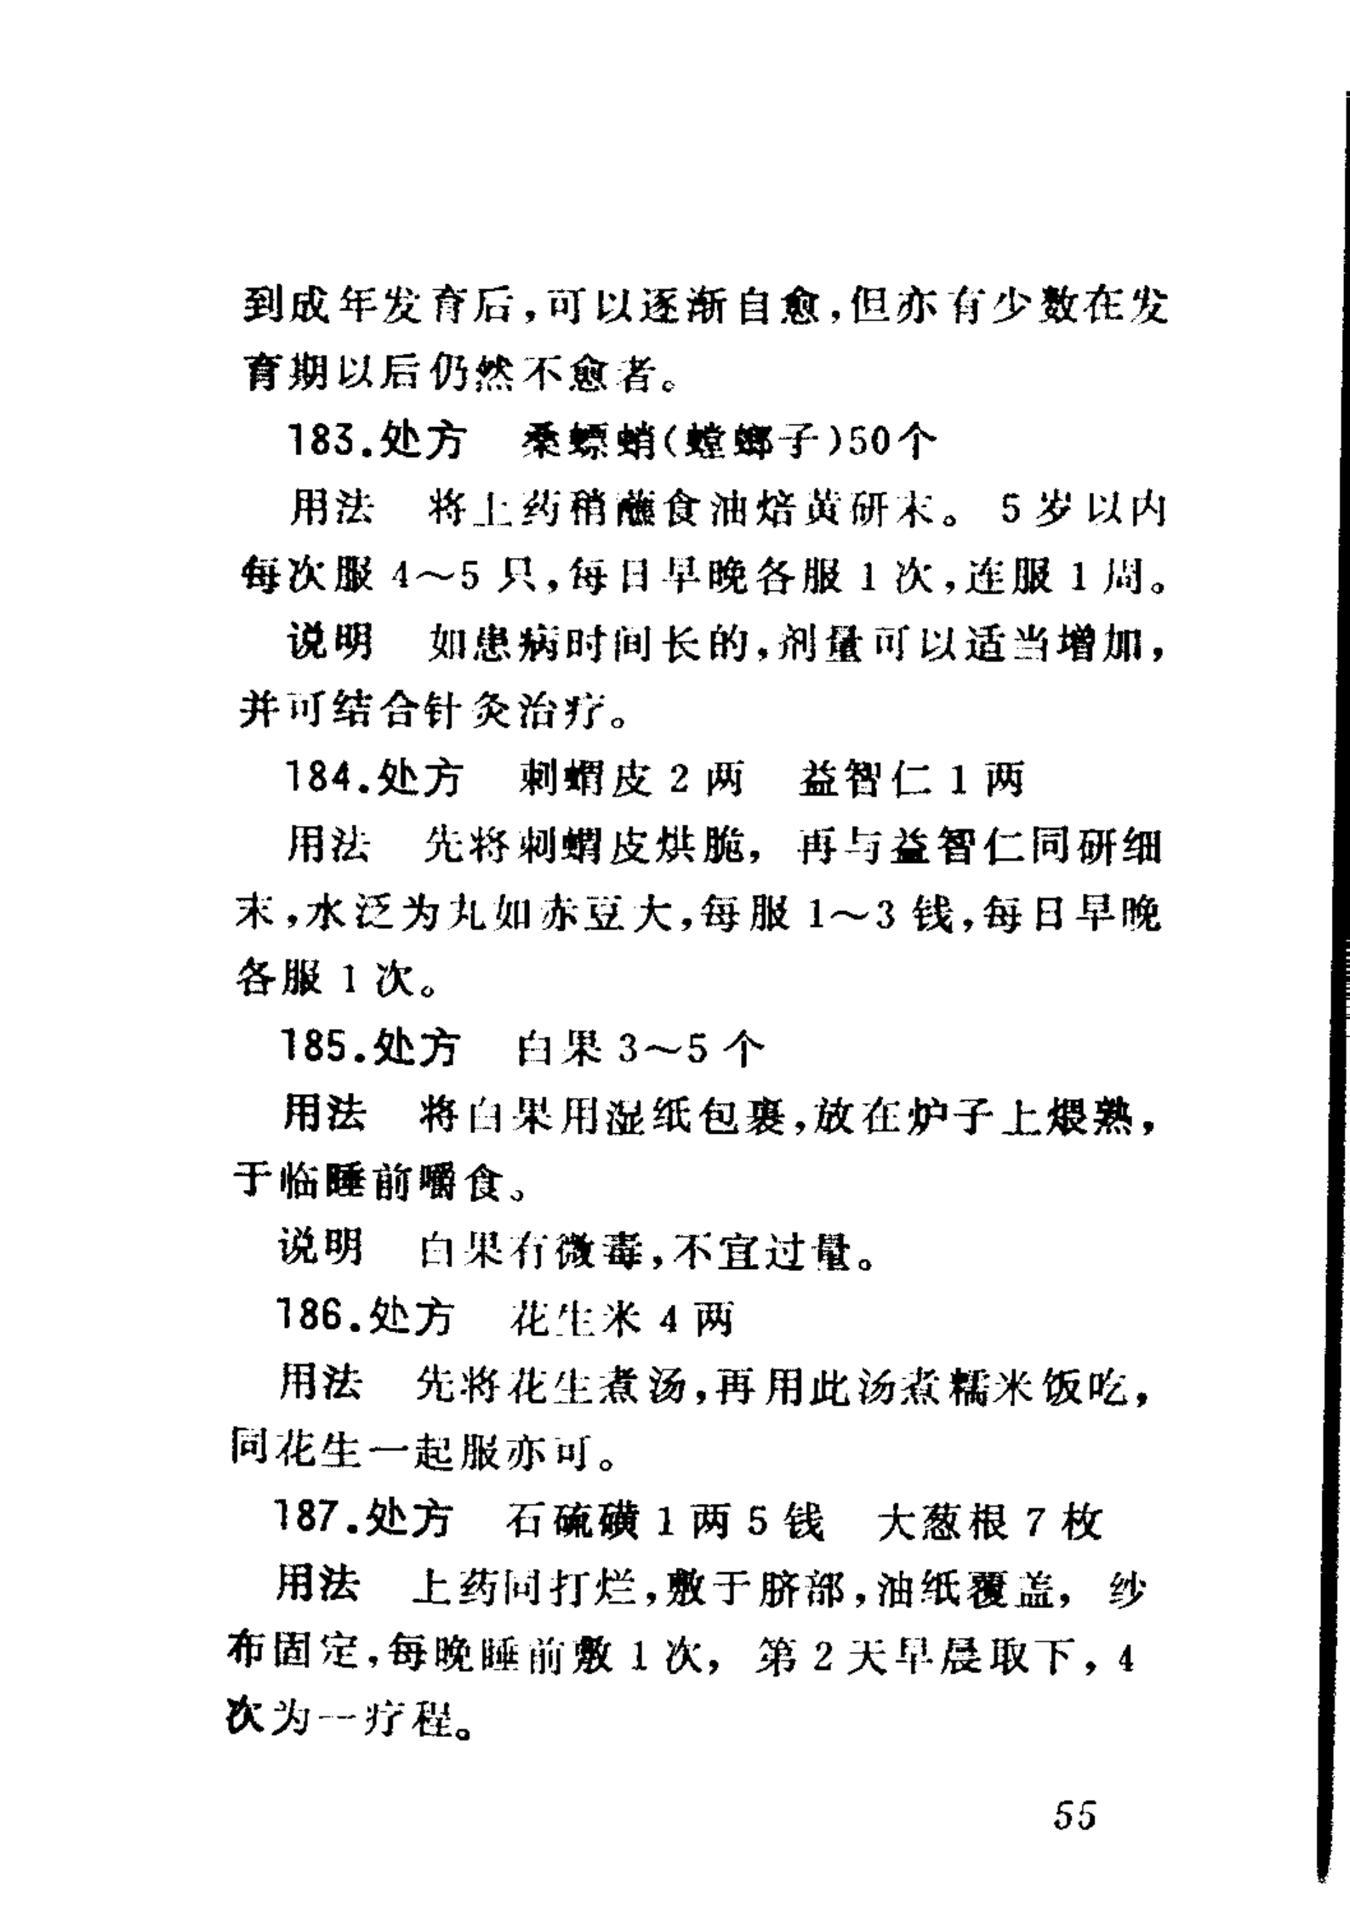 到成年发育后,可以逐渐自愈,但亦有少数在发
育期以后仍然不愈者。
183.处方 桑螵蛸(螳螂子)50个
用法 将上药稍蘸食油焙黄研末。 5岁以内
每次服4～5只,每日早晚各服1次,连服1周。
说明 如患病时间长的,剂量可以适当增加,
并可结合针灸治疗。
184.处方 刺猬皮2两 益智仁1两
用法 先将刺猬皮烘脆, 再与益智仁同研细
末,水泛为丸如赤豆大,每服1～3钱,每日早晚
各服1次。
185.处方 白果3～5个
用法 将白果用湿纸包裹,放在炉子上煨熟,
于临睡前嚼食。
说明 白果有微毒,不宜过量。
186.处方 花生米4两
用法 先将花生煮汤,再用此汤煮糯米饭吃,
同花生一起服亦可。
187.处方 石硫磺1两5钱 大葱根7枚
用法 上药同打烂,敷于脐部,油纸覆盖, 纱
布固定,每晚睡前敷1次, 第2天早晨取下,4
次为一疗程。
55